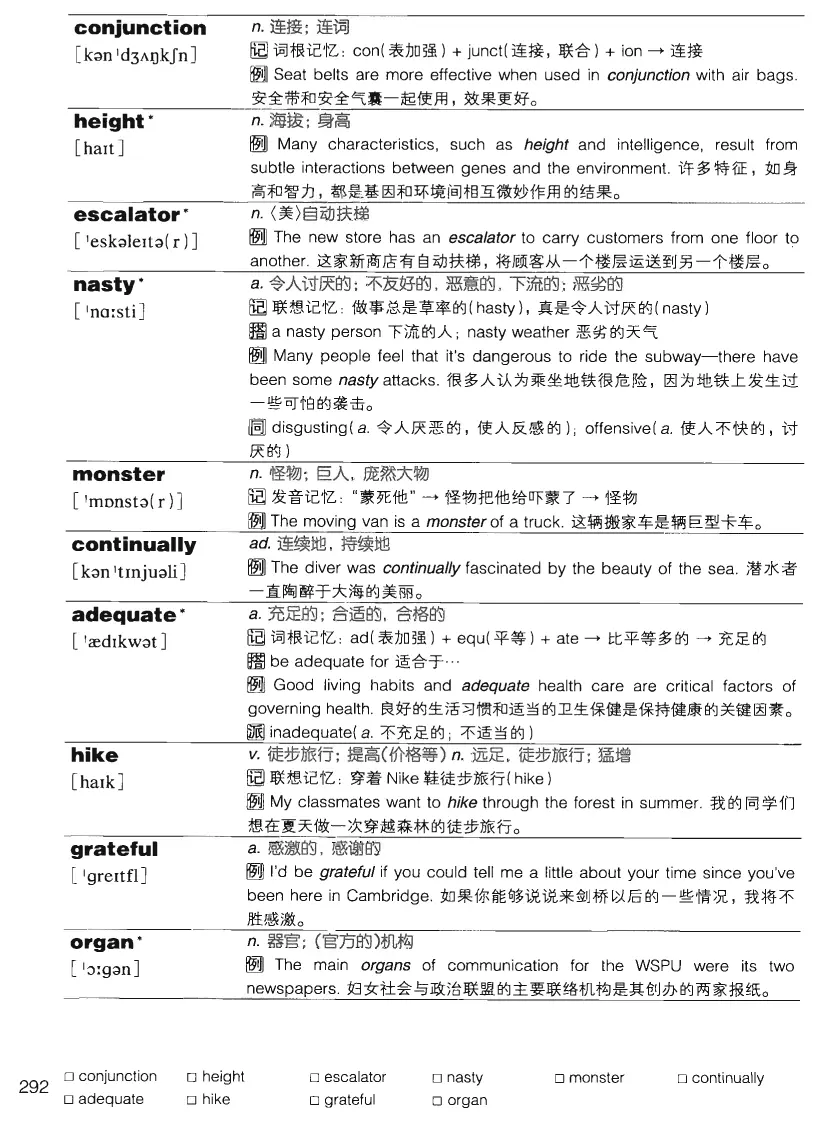 conjunction n. 连接；连词
[kənˈdʒʌŋkʃn] 记 词根记忆：con(表加强) + junct(连接，联合) + ion → 连接
例 Seat belts are more effective when used in conjunction with air bags.
安全带和安全气囊一起使用，效果更好。
height* n. 海拔；身高
[haɪt] 例 Many characteristics, such as height and intelligence, result from
subtle interactions between genes and the environment. 许多特征，如身
高和智力，都是基因和环境间相互微妙作用的结果。
escalator* n.〈美〉自动扶梯
[ˈeskəleɪtə(r)] 例 The new store has an escalator to carry customers from one floor to
another. 这家新商店有自动扶梯，将顾客从一个楼层运送到另一个楼层。
nasty* a. 令人讨厌的；不友好的，恶意的，下流的；恶劣的
[ˈnɑːsti] 记 联想记忆：做事总是草率的(hasty)，真是令人讨厌的(nasty)
搭 a nasty person 下流的人；nasty weather 恶劣的天气
例 Many people feel that it's dangerous to ride the subway—there have
been some nasty attacks. 很多人认为乘坐地铁很危险，因为地铁上发生过
一些可怕的袭击。
同 disgusting(a. 令人厌恶的，使人反感的)；offensive(a. 使人不快的，讨
厌的)
monster n. 怪物；巨人，庞然大物
[ˈmɒnstə(r)] 记 发音记忆："蒙死他" → 怪物把他给吓蒙了 → 怪物
例 The moving van is a monster of a truck. 这辆搬家车是辆巨型卡车。
continually ad. 连续地，持续地
[kənˈtɪnjuəli] 例 The diver was continually fascinated by the beauty of the sea. 潜水者
一直陶醉于大海的美丽。
adequate* a. 充足的；合适的，合格的
[ˈædɪkwət] 记 词根记忆：ad(表加强) + equ(平等) + ate → 比平等多的 → 充足的
搭 be adequate for 适合于…
例 Good living habits and adequate health care are critical factors of
governing health. 良好的生活习惯和适当的卫生保健是保持健康的关键因素。
派 inadequate(a. 不充足的；不适当的)
hike v. 徒步旅行；提高(价格等) n. 远足，徒步旅行；猛增
[haɪk] 记 联想记忆：穿着 Nike 鞋徒步旅行(hike)
例 My classmates want to hike through the forest in summer. 我的同学们
想在夏天做一次穿越森林的徒步旅行。
grateful a. 感激的，感谢的
[ˈɡreɪtfl] 例 I'd be grateful if you could tell me a little about your time since you've
been here in Cambridge. 如果你能够说说来剑桥以后的一些情况，我将不
胜感激。
organ* n. 器官；(官方的)机构
[ˈɔːɡən] 例 The main organs of communication for the WSPU were its two
newspapers. 妇女社会与政治联盟的主要联络机构是其创办的两家报纸。
292 □ conjunction □ height □ escalator □ nasty □ monster □ continually
□ adequate □ hike □ grateful □ organ